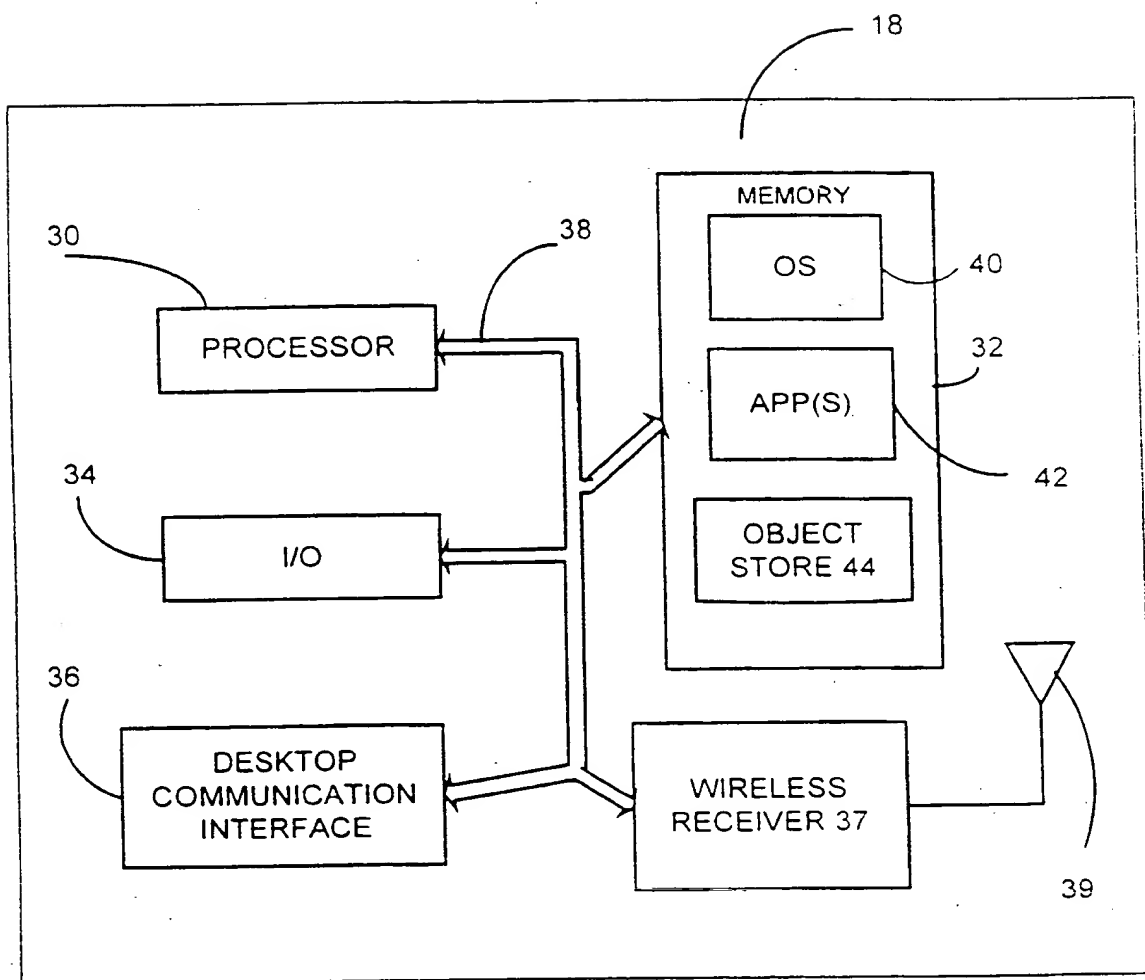 18
MEMORY
30
38
OS
40
PROCESSOR
32
APP(S)
34
42
I/O
OBJECT
STORE 44
36
DESKTOP
COMMUNICATION
INTERFACE
WIRELESS
RECEIVER 37
39